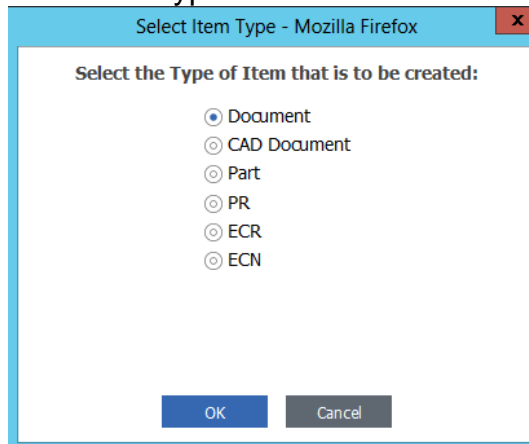 Select Item Type - Mozilla Firefox
x
Select the Type of Item that is to be created:
Document
CAD Document
Part
PR
ECR
ECN
OK Cancel